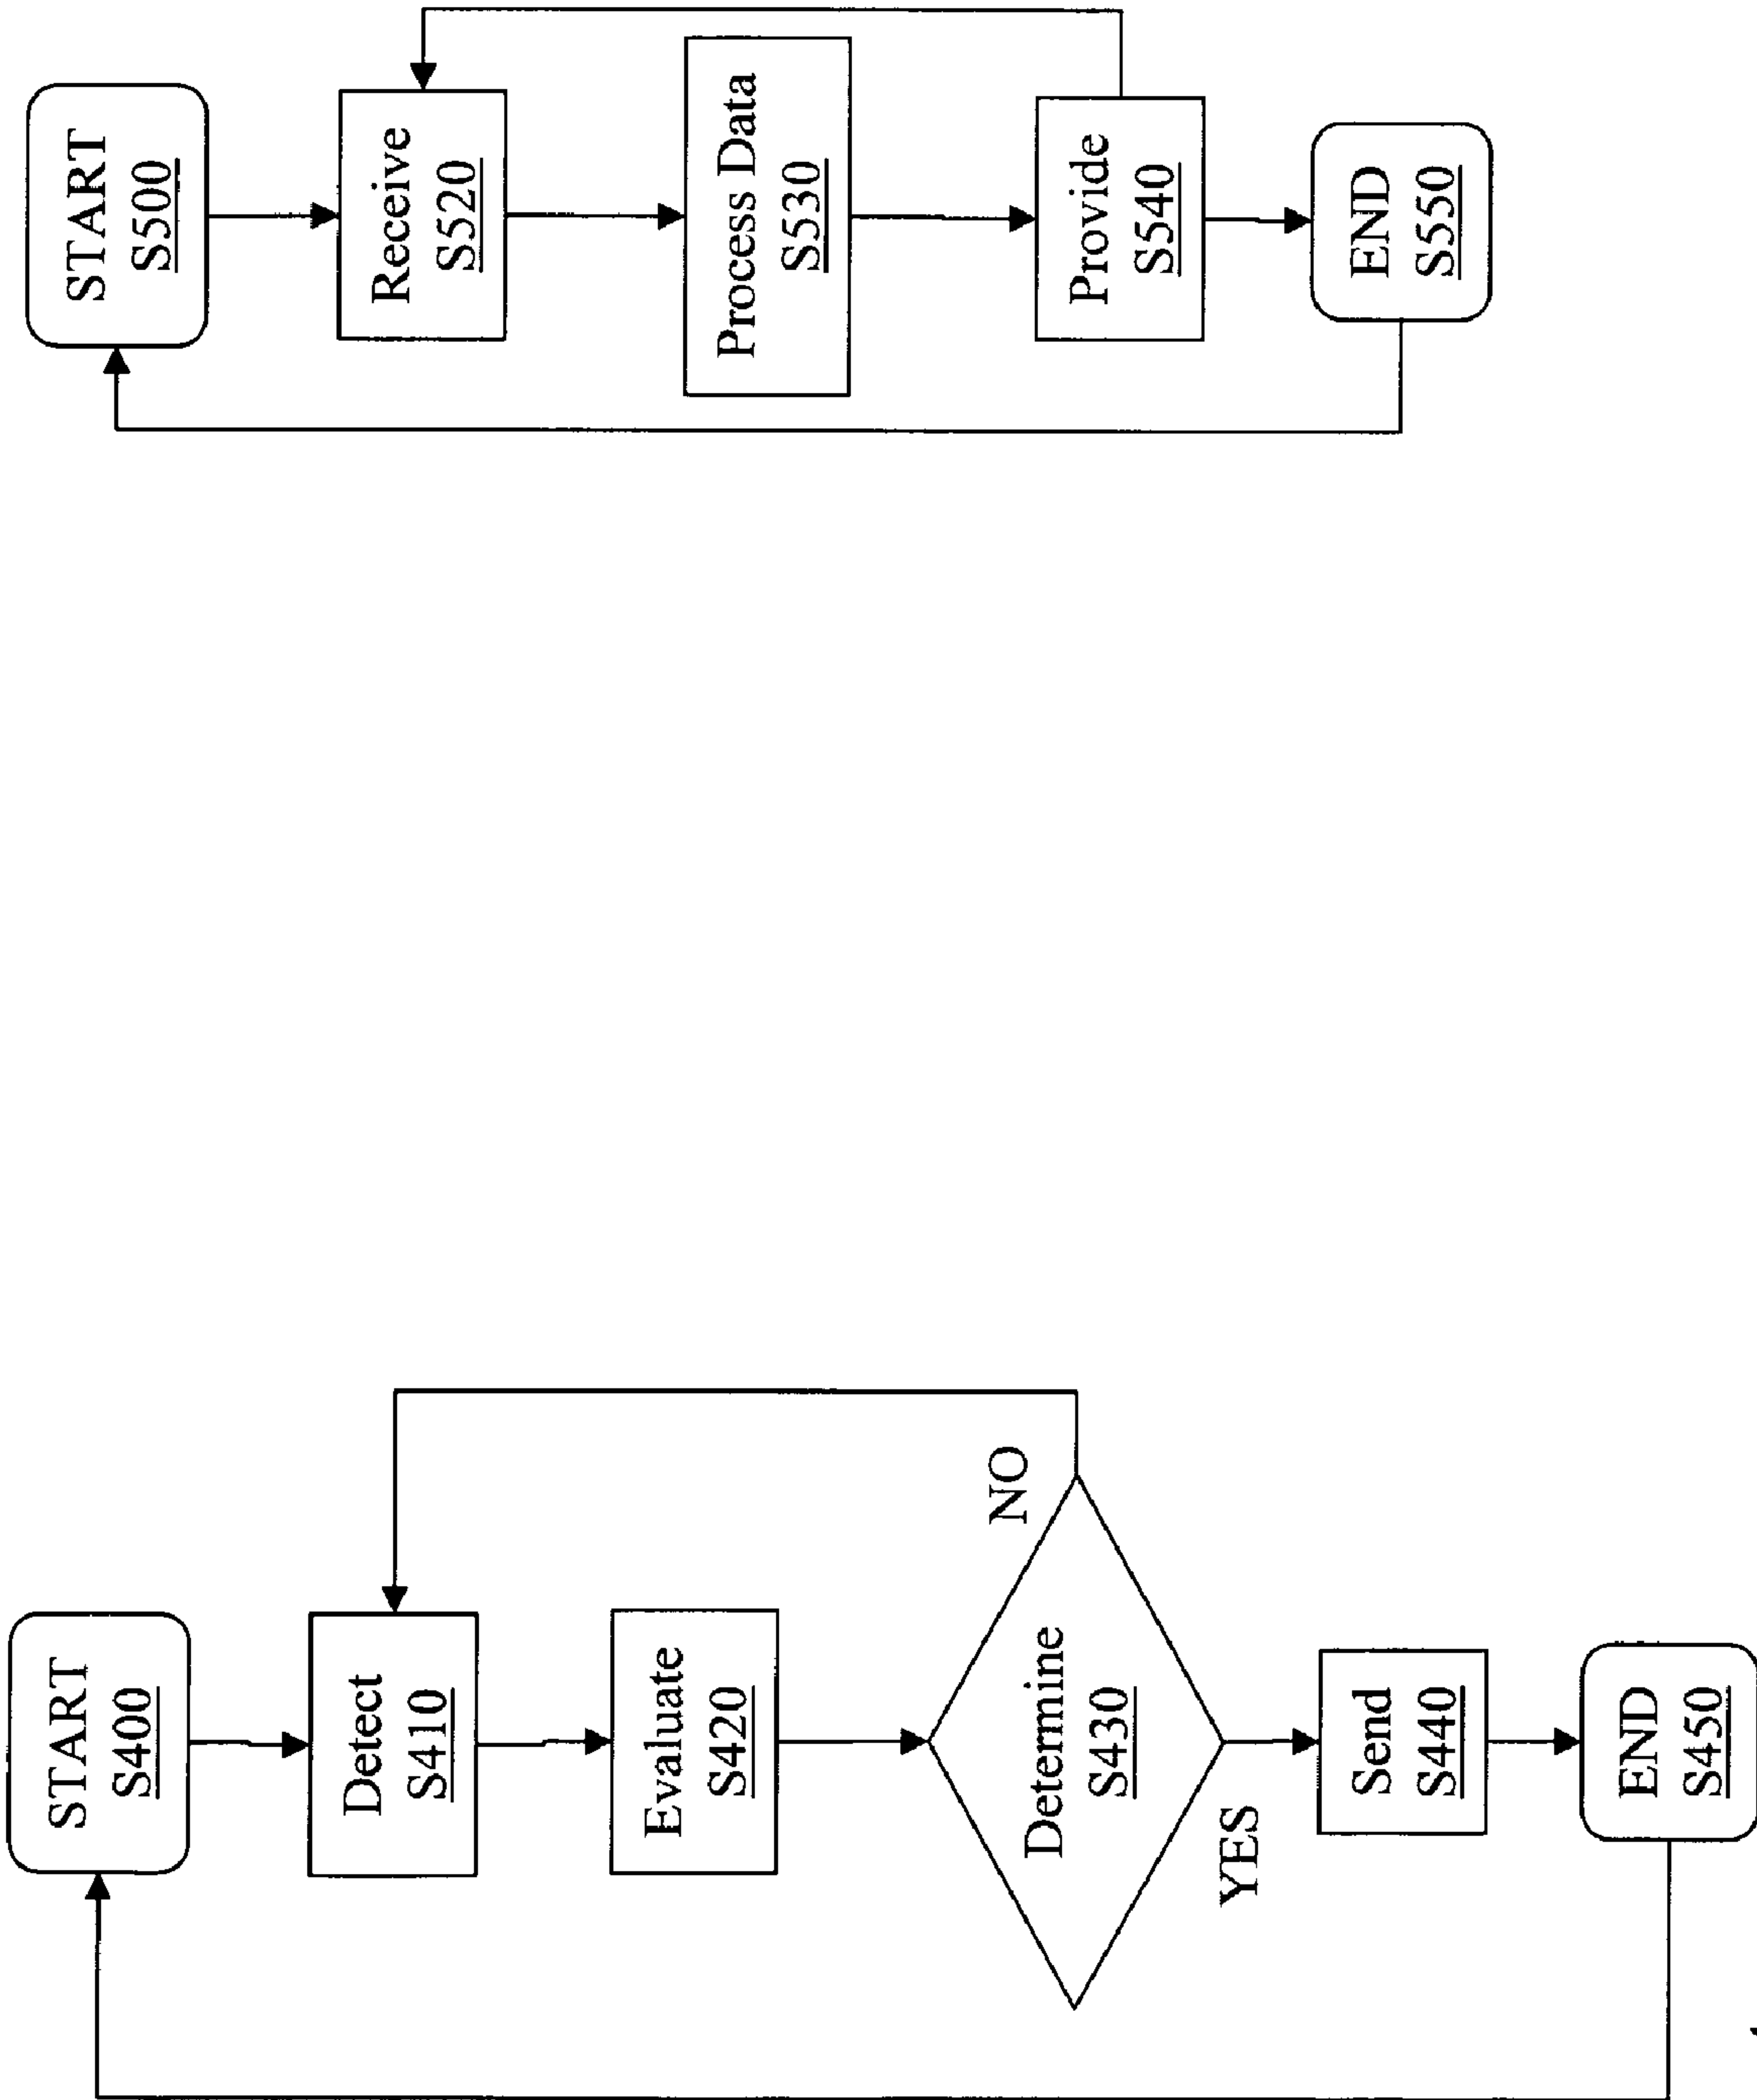 START
S400
Detect
S410
Evaluate
S420
Determine
S430
NO
YES
Send
S440
END
S450
START
S500
Receive
S520
Process Data
S530
Provide
S540
END
S550